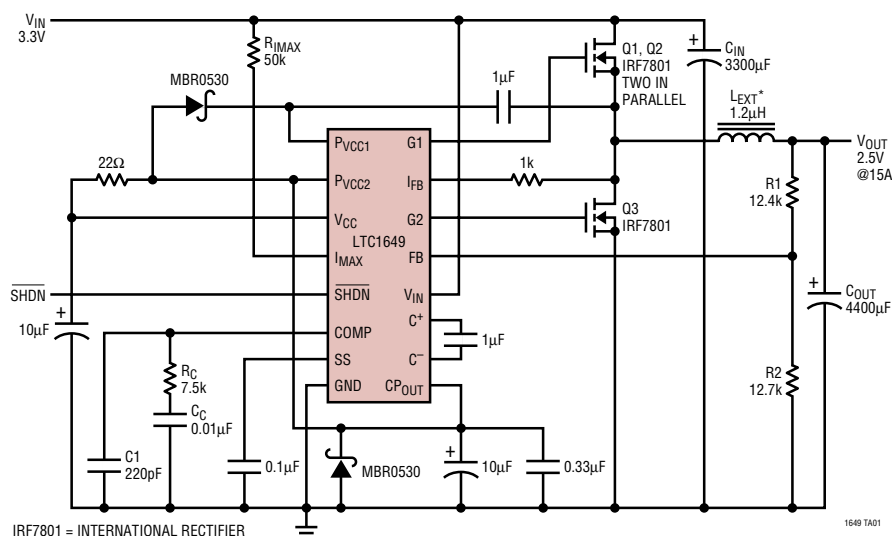 VIN
3.3V
RIMAX
50k
MBR0530
1µF
Q1, Q2
IRF7801
TWO IN
PARALLEL
+
CIN
3300µF
LEXT*
1.2µH
VOUT
2.5V
@15A
22Ω
PVCC1
G1
PVCC2
IFB
1k
VCC
G2
Q3
IRF7801
LTC1649
IMAX
FB
R1
12.4k
SHDN
SHDN
VIN
+
10µF
COMP
C+
1µF
SS
C–
GND
CPOUT
+
COUT
4400µF
RC
7.5k
CC
0.01µF
R2
12.7k
C1
220pF
0.1µF
MBR0530
+
10µF
0.33µF
IRF7801 = INTERNATIONAL RECTIFIER
1649 TA01